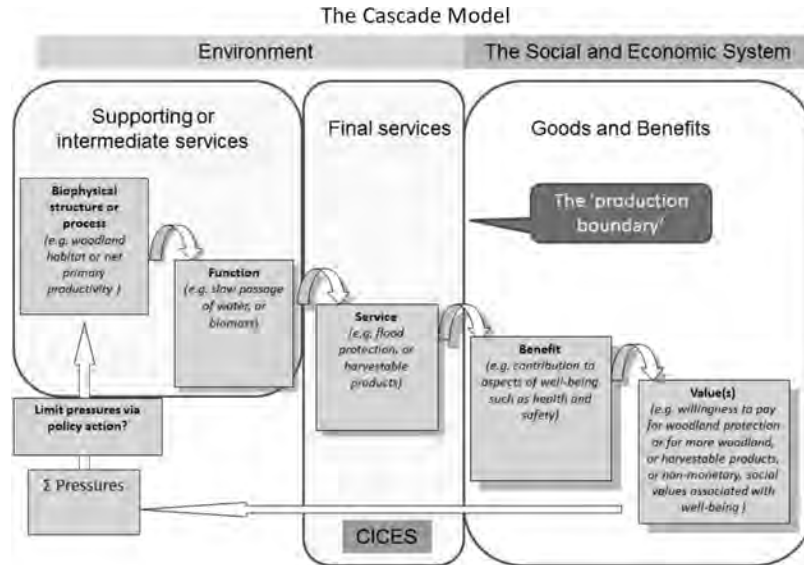 The Cascade Model
Environment
The Social and Economic System
Supporting or
intermediate services
Final services
Goods and Benefits
Biophysical
structure or
process
(e.g. woodland
habitat or net
primary
productivity )
The 'production
boundary'
Function
(e.g. slow passage
of water, or
biomass)
Service
(e.g. flood
protection, or
harvestable
products)
Benefit
(e.g. contribution to
aspects of well-being
such as health and
safety)
Value(s)
(e.g. willingness to pay
for woodland protection
or for more woodland,
or harvestable products,
or non-monetary, social
values associated with
well-being )
Limit pressures via
policy action?
Σ Pressures
CICES